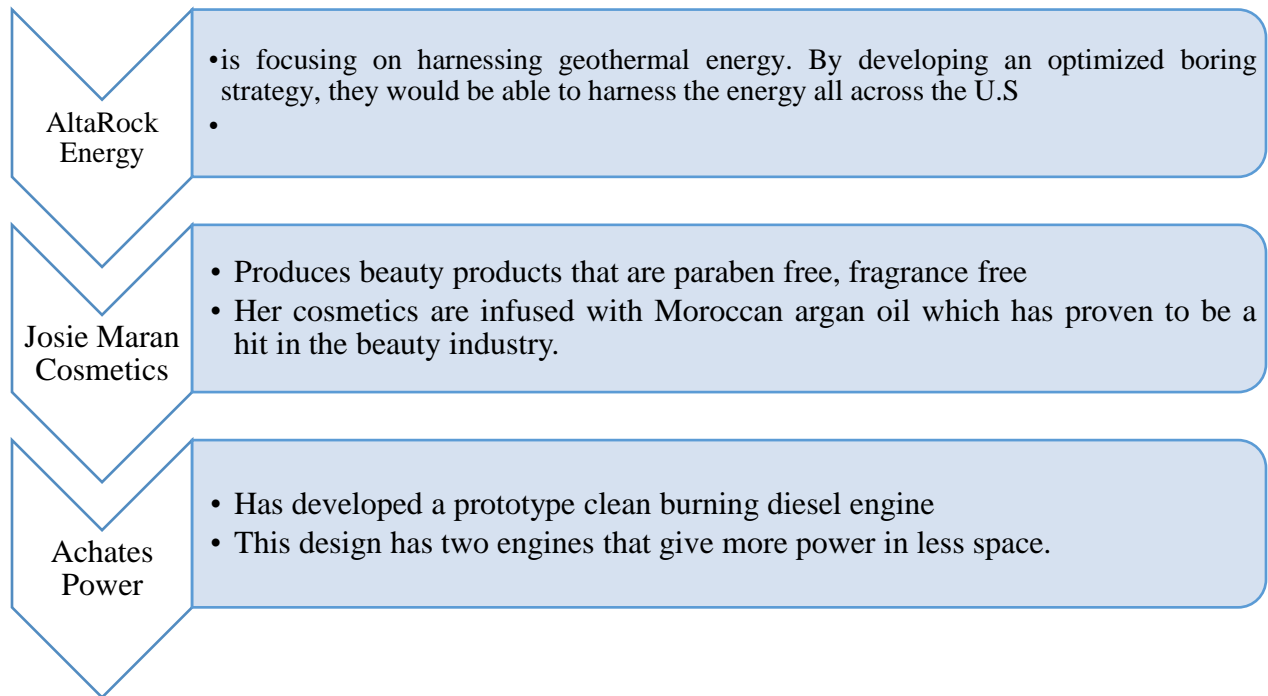 AltaRock
Energy
•is focusing on harnessing geothermal energy. By developing an optimized boring
strategy, they would be able to harness the energy all across the U.S
•
Josie Maran
Cosmetics
• Produces beauty products that are paraben free, fragrance free
• Her cosmetics are infused with Moroccan argan oil which has proven to be a
hit in the beauty industry.
Achates
Power
• Has developed a prototype clean burning diesel engine
• This design has two engines that give more power in less space.